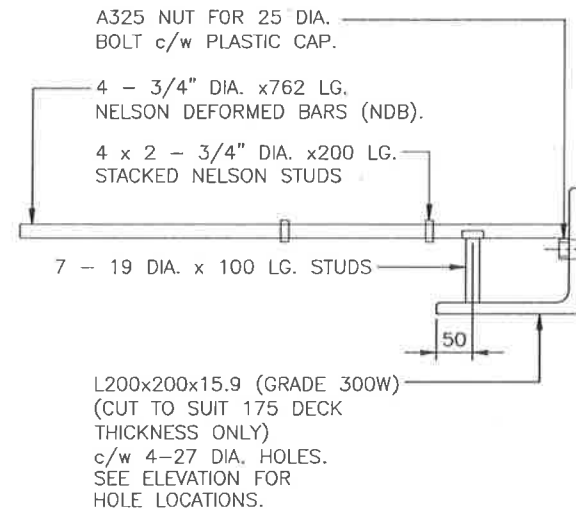 A325 NUT FOR 25 DIA.
BOLT c/w PLASTIC CAP.
4 – 3/4" DIA. x762 LG.
NELSON DEFORMED BARS (NDB).
4 x 2 – 3/4" DIA. x200 LG.
STACKED NELSON STUDS
7 – 19 DIA. x 100 LG. STUDS
50
L200x200x15.9 (GRADE 300W)
(CUT TO SUIT 175 DECK
THICKNESS ONLY)
c/w 4–27 DIA. HOLES.
SEE ELEVATION FOR
HOLE LOCATIONS.